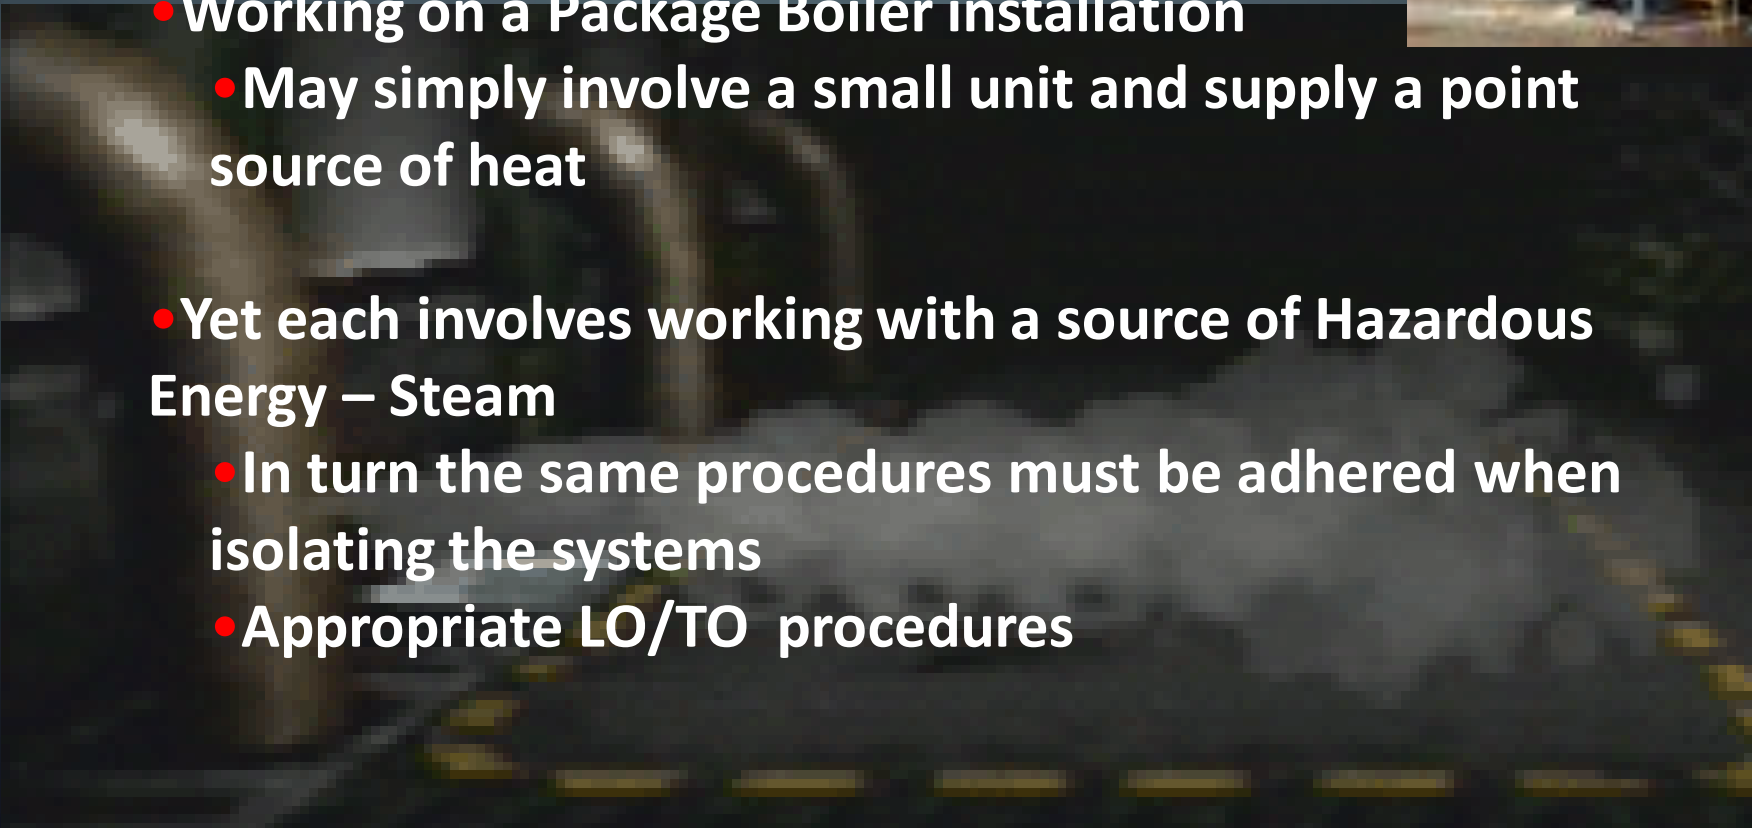 •Working on a Package Boiler installation
•May simply involve a small unit and supply a point
source of heat
•Yet each involves working with a source of Hazardous
Energy – Steam
•In turn the same procedures must be adhered when
isolating the systems
•Appropriate LO/TO  procedures